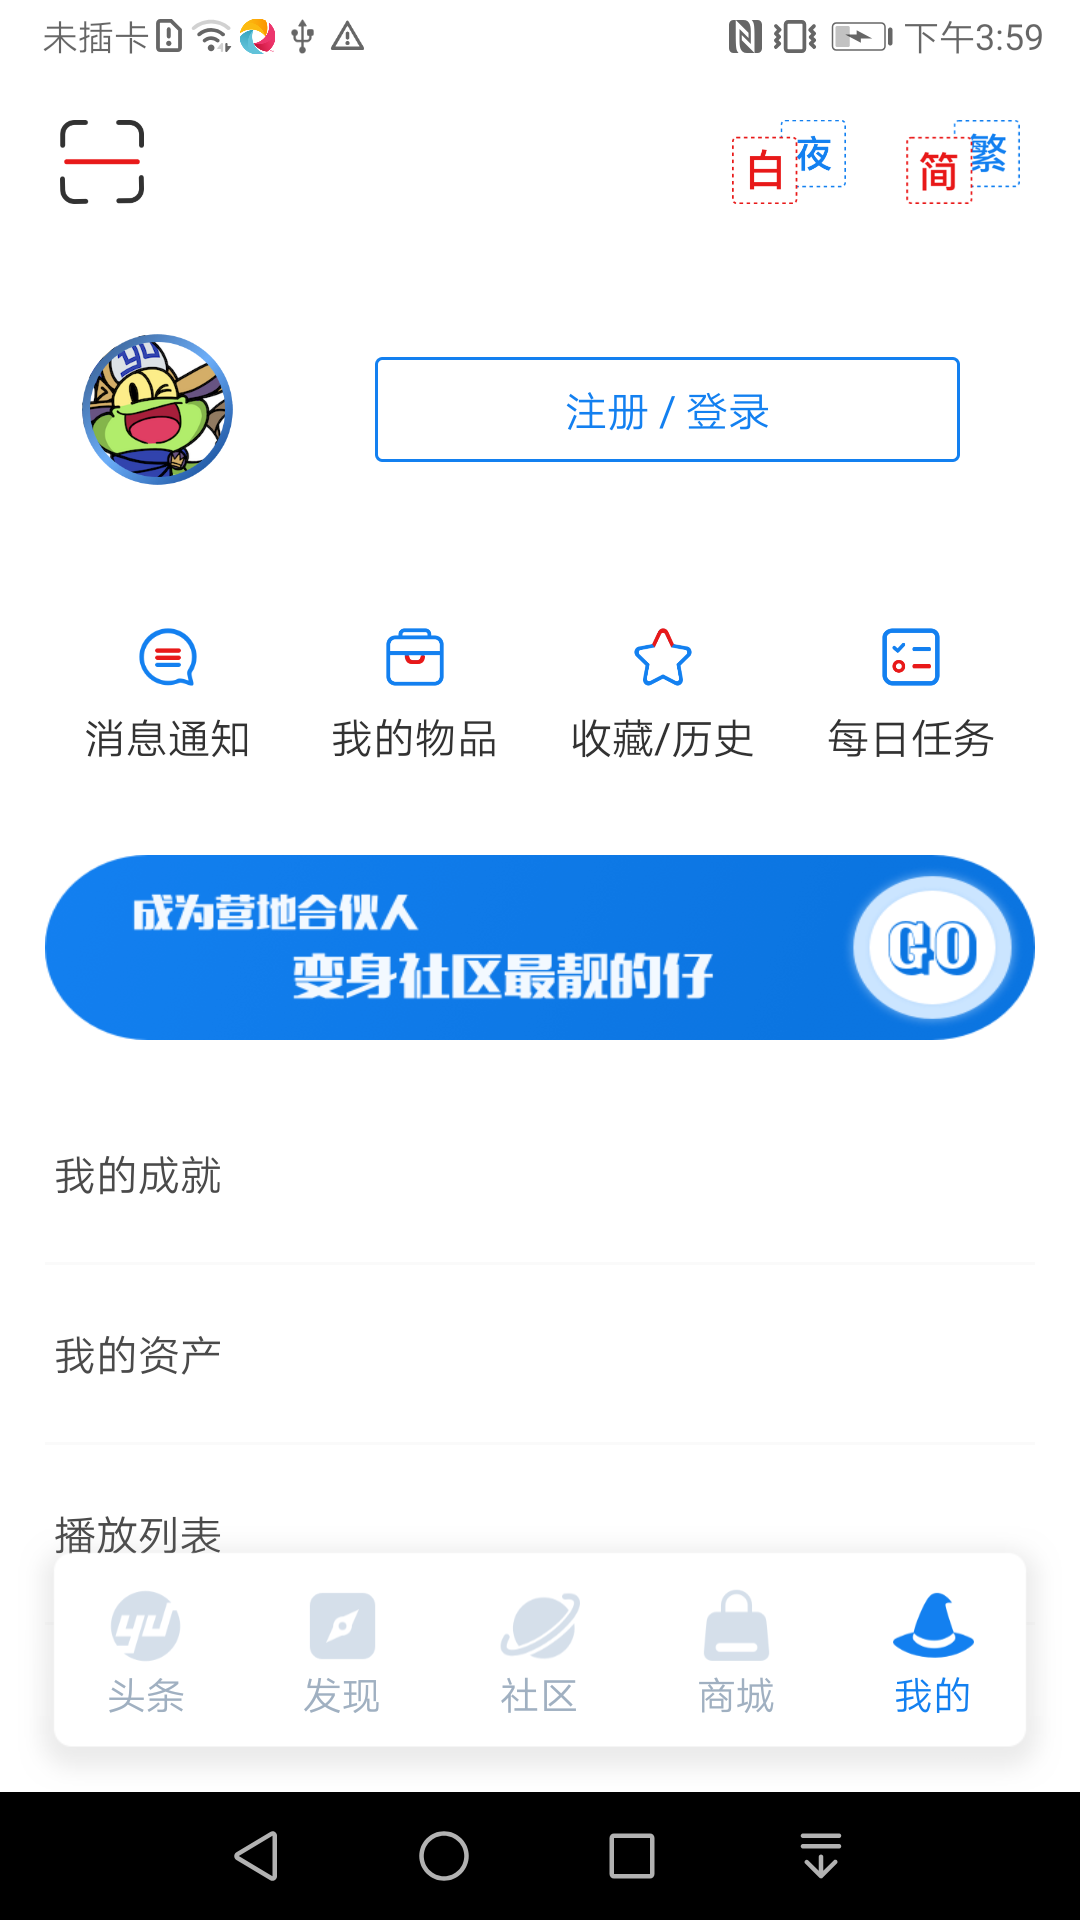 未插卡
下午3:59
白夜
简繁
注册 / 登录
消息通知
我的物品
收藏/历史
每日任务
成为营地合伙人
变身社区最靓的仔
GO
我的成就
我的资产
播放列表
头条
发现
社区
商城
我的